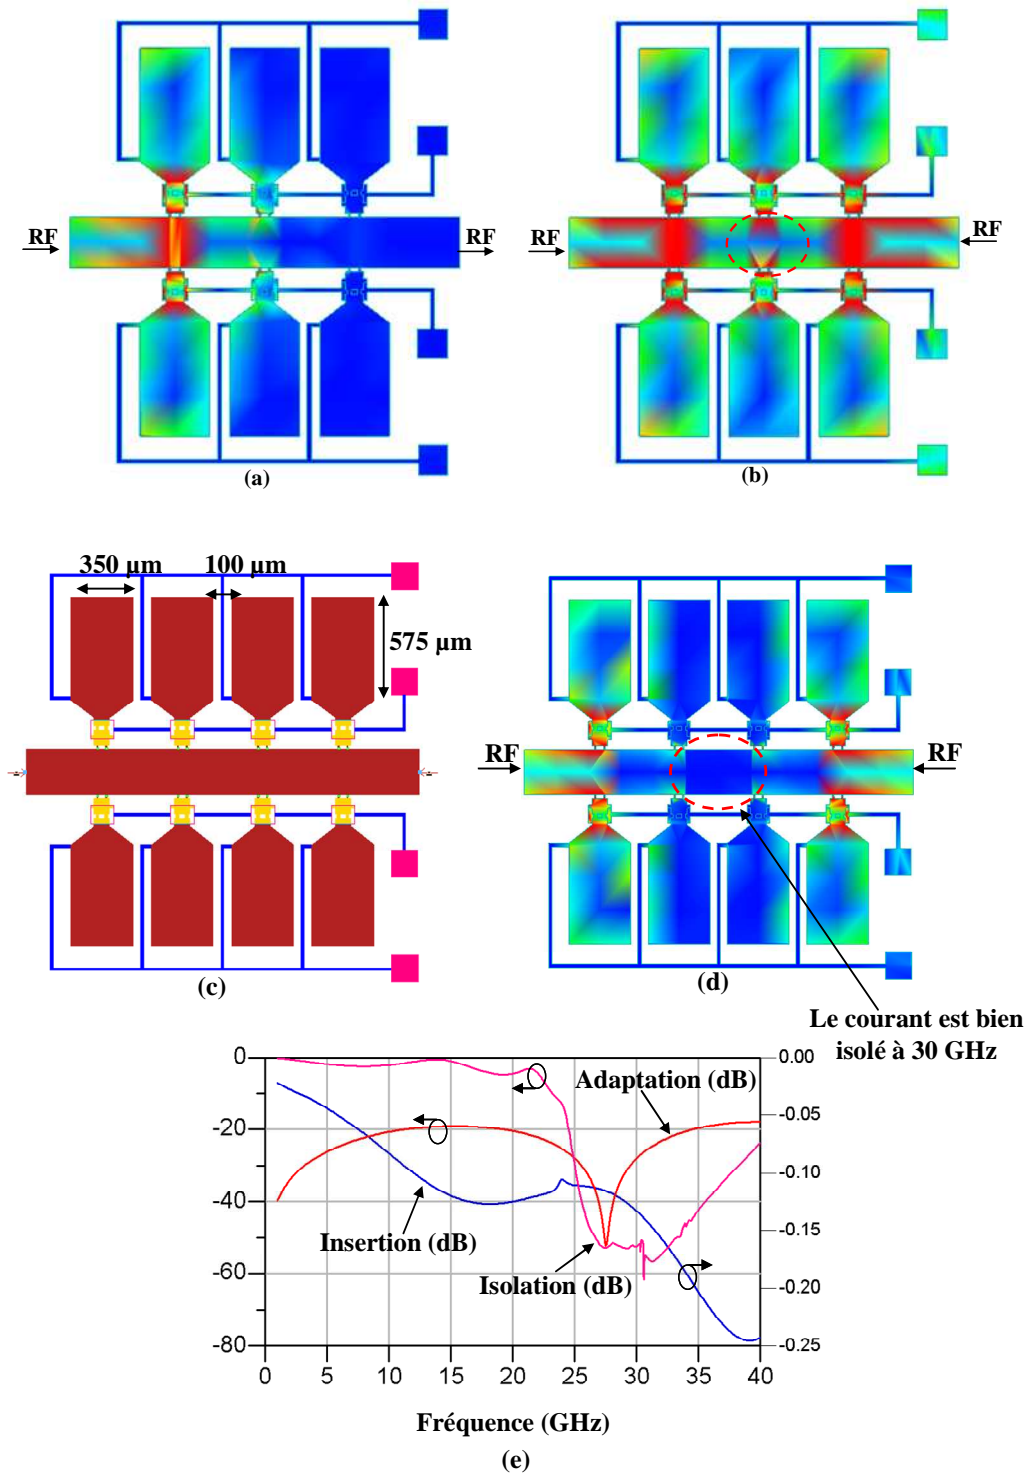 RF
RF
(a)
RF
RF
(b)
350 µm
100 µm
575 µm
(c)
RF
RF
(d)
Le courant est bien
isolé à 30 GHz
0
-20
-40
-60
-80
0.00
-0.05
-0.10
-0.15
-0.20
-0.25
Adaptation (dB)
Insertion (dB)
Isolation (dB)
0 5 10 15 20 25 30 35 40
Fréquence (GHz)
(e)